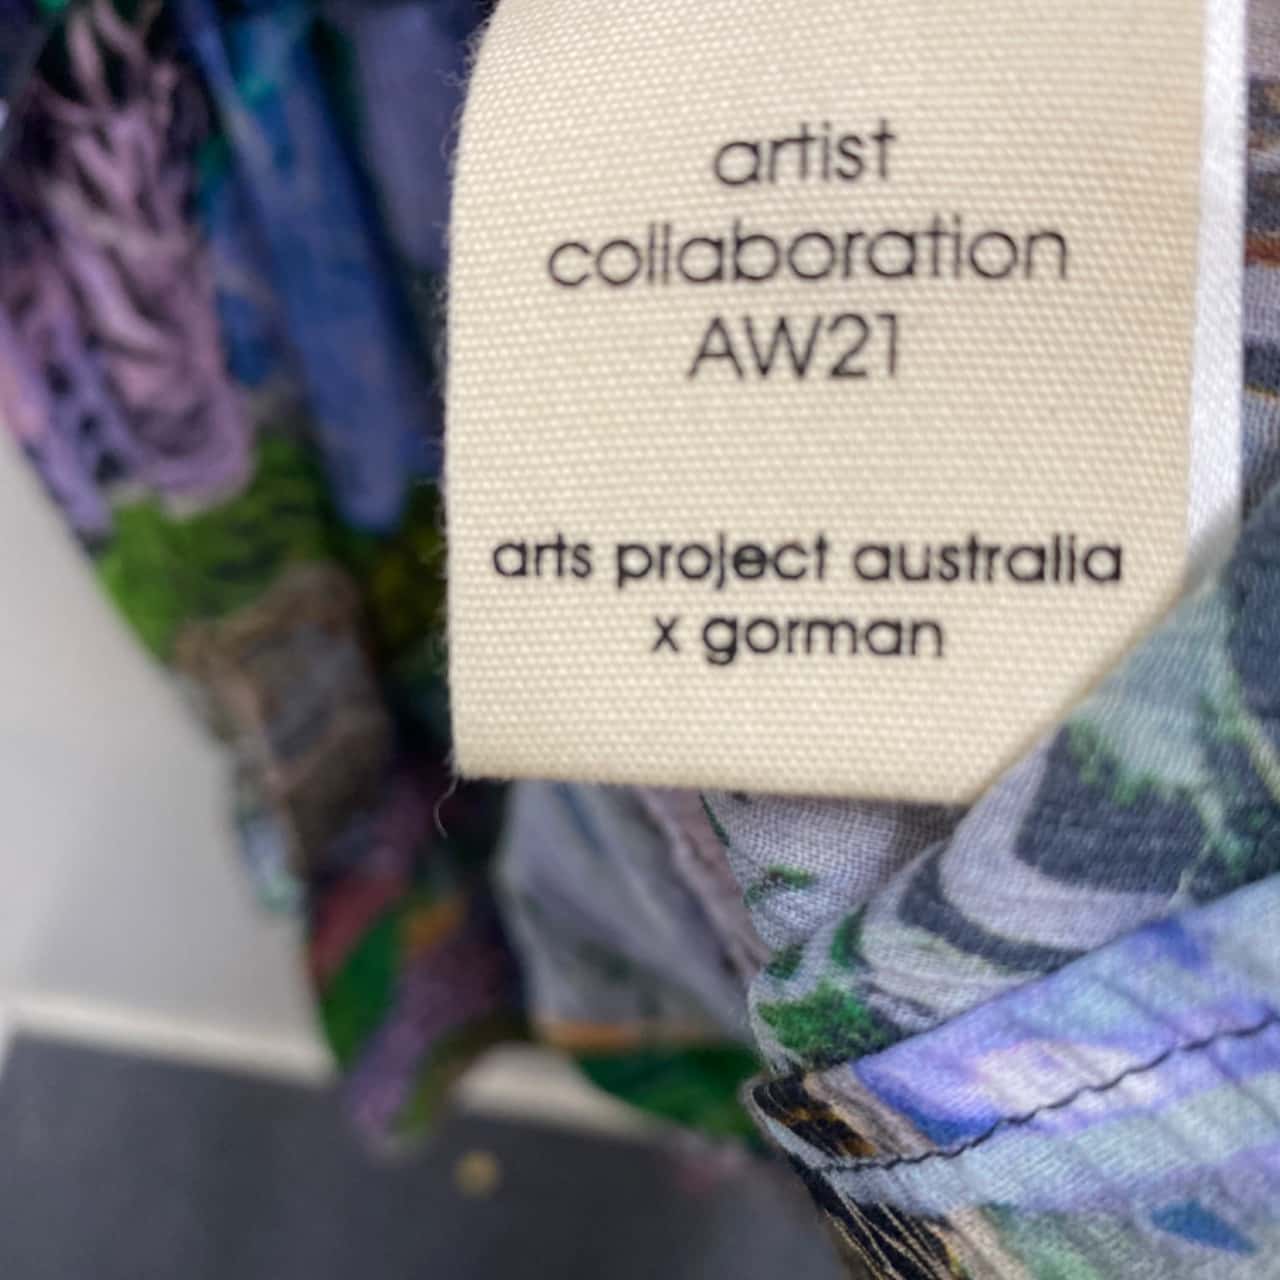 artist
collaboration
AW21
arts project australia
x gorman